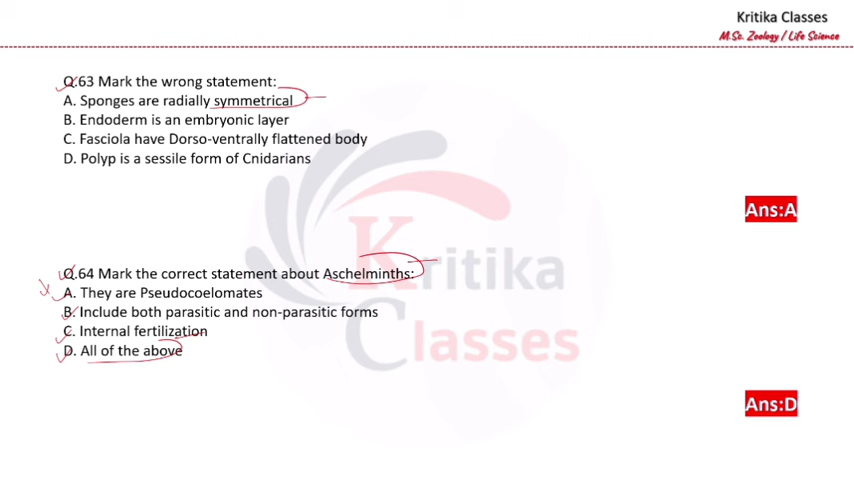 Kritika Classes
M.Sc. Zoology / Life Science
Q.63 Mark the wrong statement:
A. Sponges are radially symmetrical
B. Endoderm is an embryonic layer
C. Fasciola have Dorso-ventrally flattened body
D. Polyp is a sessile form of Cnidarians
Ans:A
Q.64 Mark the correct statement about Aschelminths:
A. They are Pseudocoelomates
B. Include both parasitic and non-parasitic forms
C. Internal fertilization
D. All of the above
Ans:D
Kritika
Classes